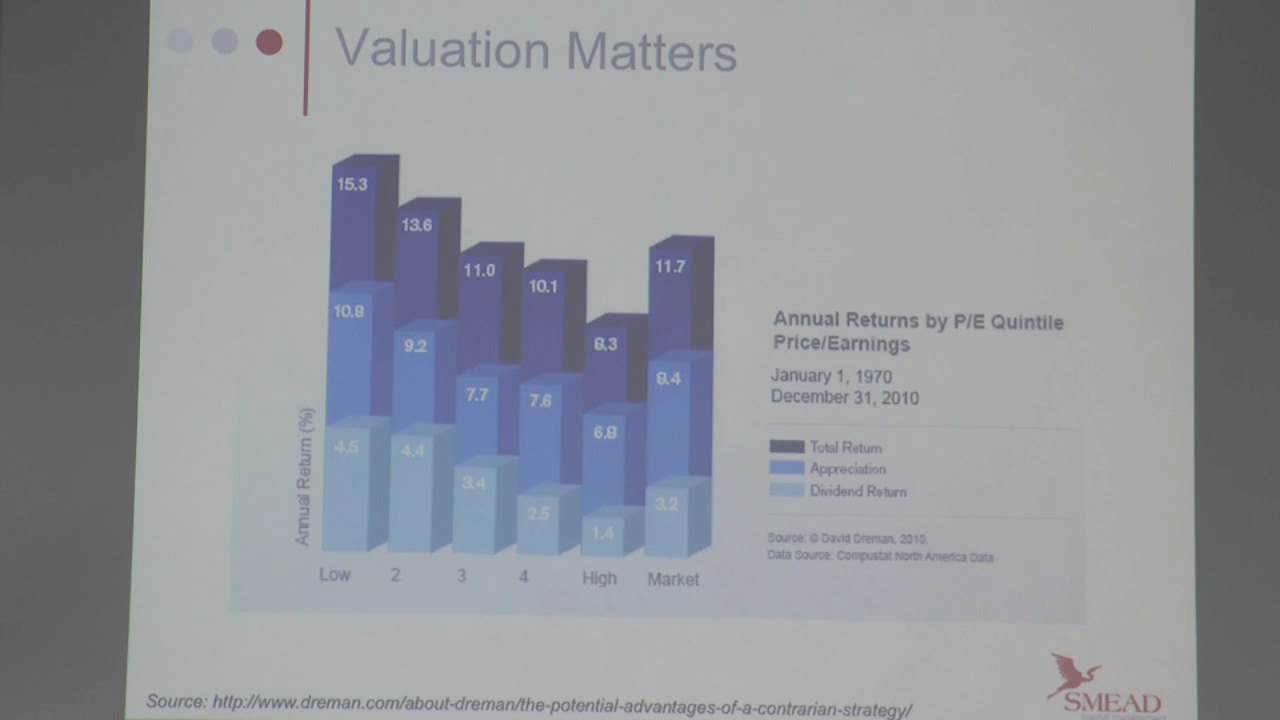 Valuation Matters
15.3
13.6
11.0
10.1
8.3
11.7
10.8
9.2
7.7
7.6
6.8
8.4
4.5
4.4
3.4
2.5
1.4
3.2
Annual Return (%)
Low 2 3 4 High Market
Annual Returns by P/E Quintile
Price/Earnings
January 1, 1970
December 31, 2010
Total Return
Appreciation
Dividend Return
Source: © David Dreman, 2010.
Data Source: Compustat North America Data
SMEAD
Source: http://www.dreman.com/about-dreman/the-potential-advantages-of-a-contrarian-strategy/